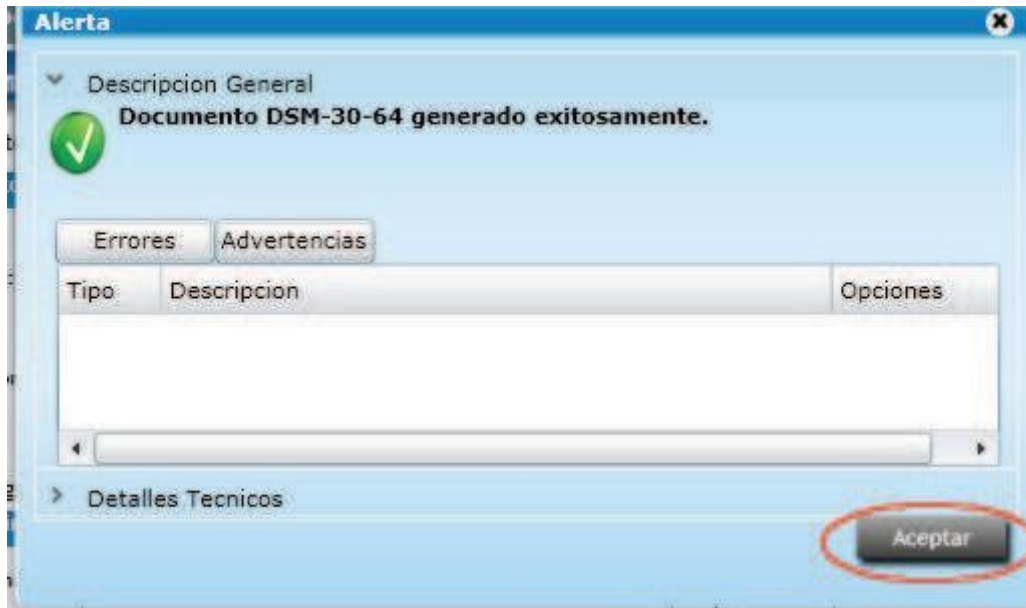 Alerta
Descripcion General
Documento DSM-30-64 generado exitosamente.
Errores Advertencias
Tipo Descripcion Opciones
Detalles Tecnicos
Aceptar